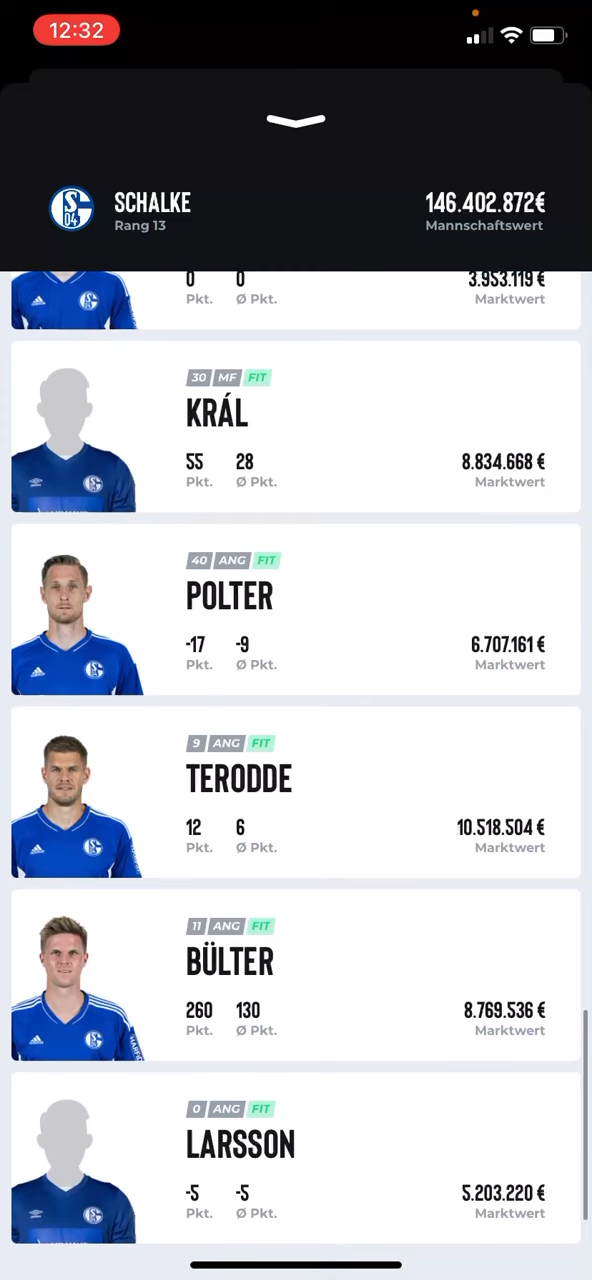 12:32
SCHALKE 146.402.872€
Rang 13 Mannschaftswert
0 0 3.953.119 €
Pkt. Ø Pkt. Marktwert
30 MF FIT
KRÁL
55 28 8.834.668 €
Pkt. Ø Pkt. Marktwert
40 ANG FIT
POLTER
-17 -9 6.707.161 €
Pkt. Ø Pkt. Marktwert
9 ANG FIT
TERODDE
12 6 10.518.504 €
Pkt. Ø Pkt. Marktwert
11 ANG FIT
BÜLTER
260 130 8.769.536 €
Pkt. Ø Pkt. Marktwert
0 ANG FIT
LARSSON
-5 -5 5.203.220 €
Pkt. Ø Pkt. Marktwert